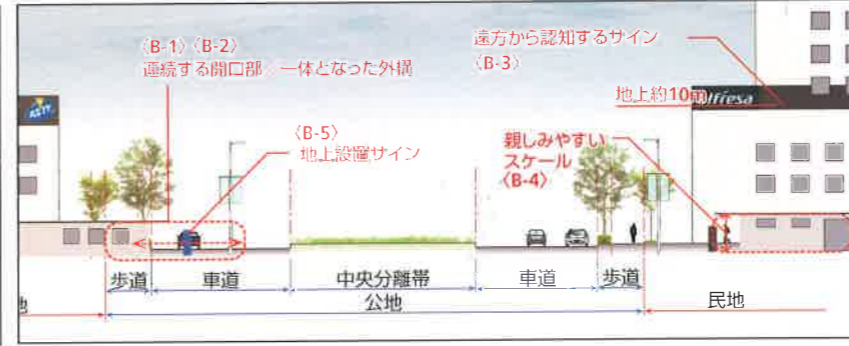 〈B-1〉〈B-2〉
連続する開口部／一体となった外構
遠方から認知するサイン
〈B-3〉
地上約10m
Alfresa
〈B-5〉
地上設置サイン
親しみやすい
スケール
〈B-4〉
歩道
車道
中央分離帯
車道
歩道
公地
民地
地